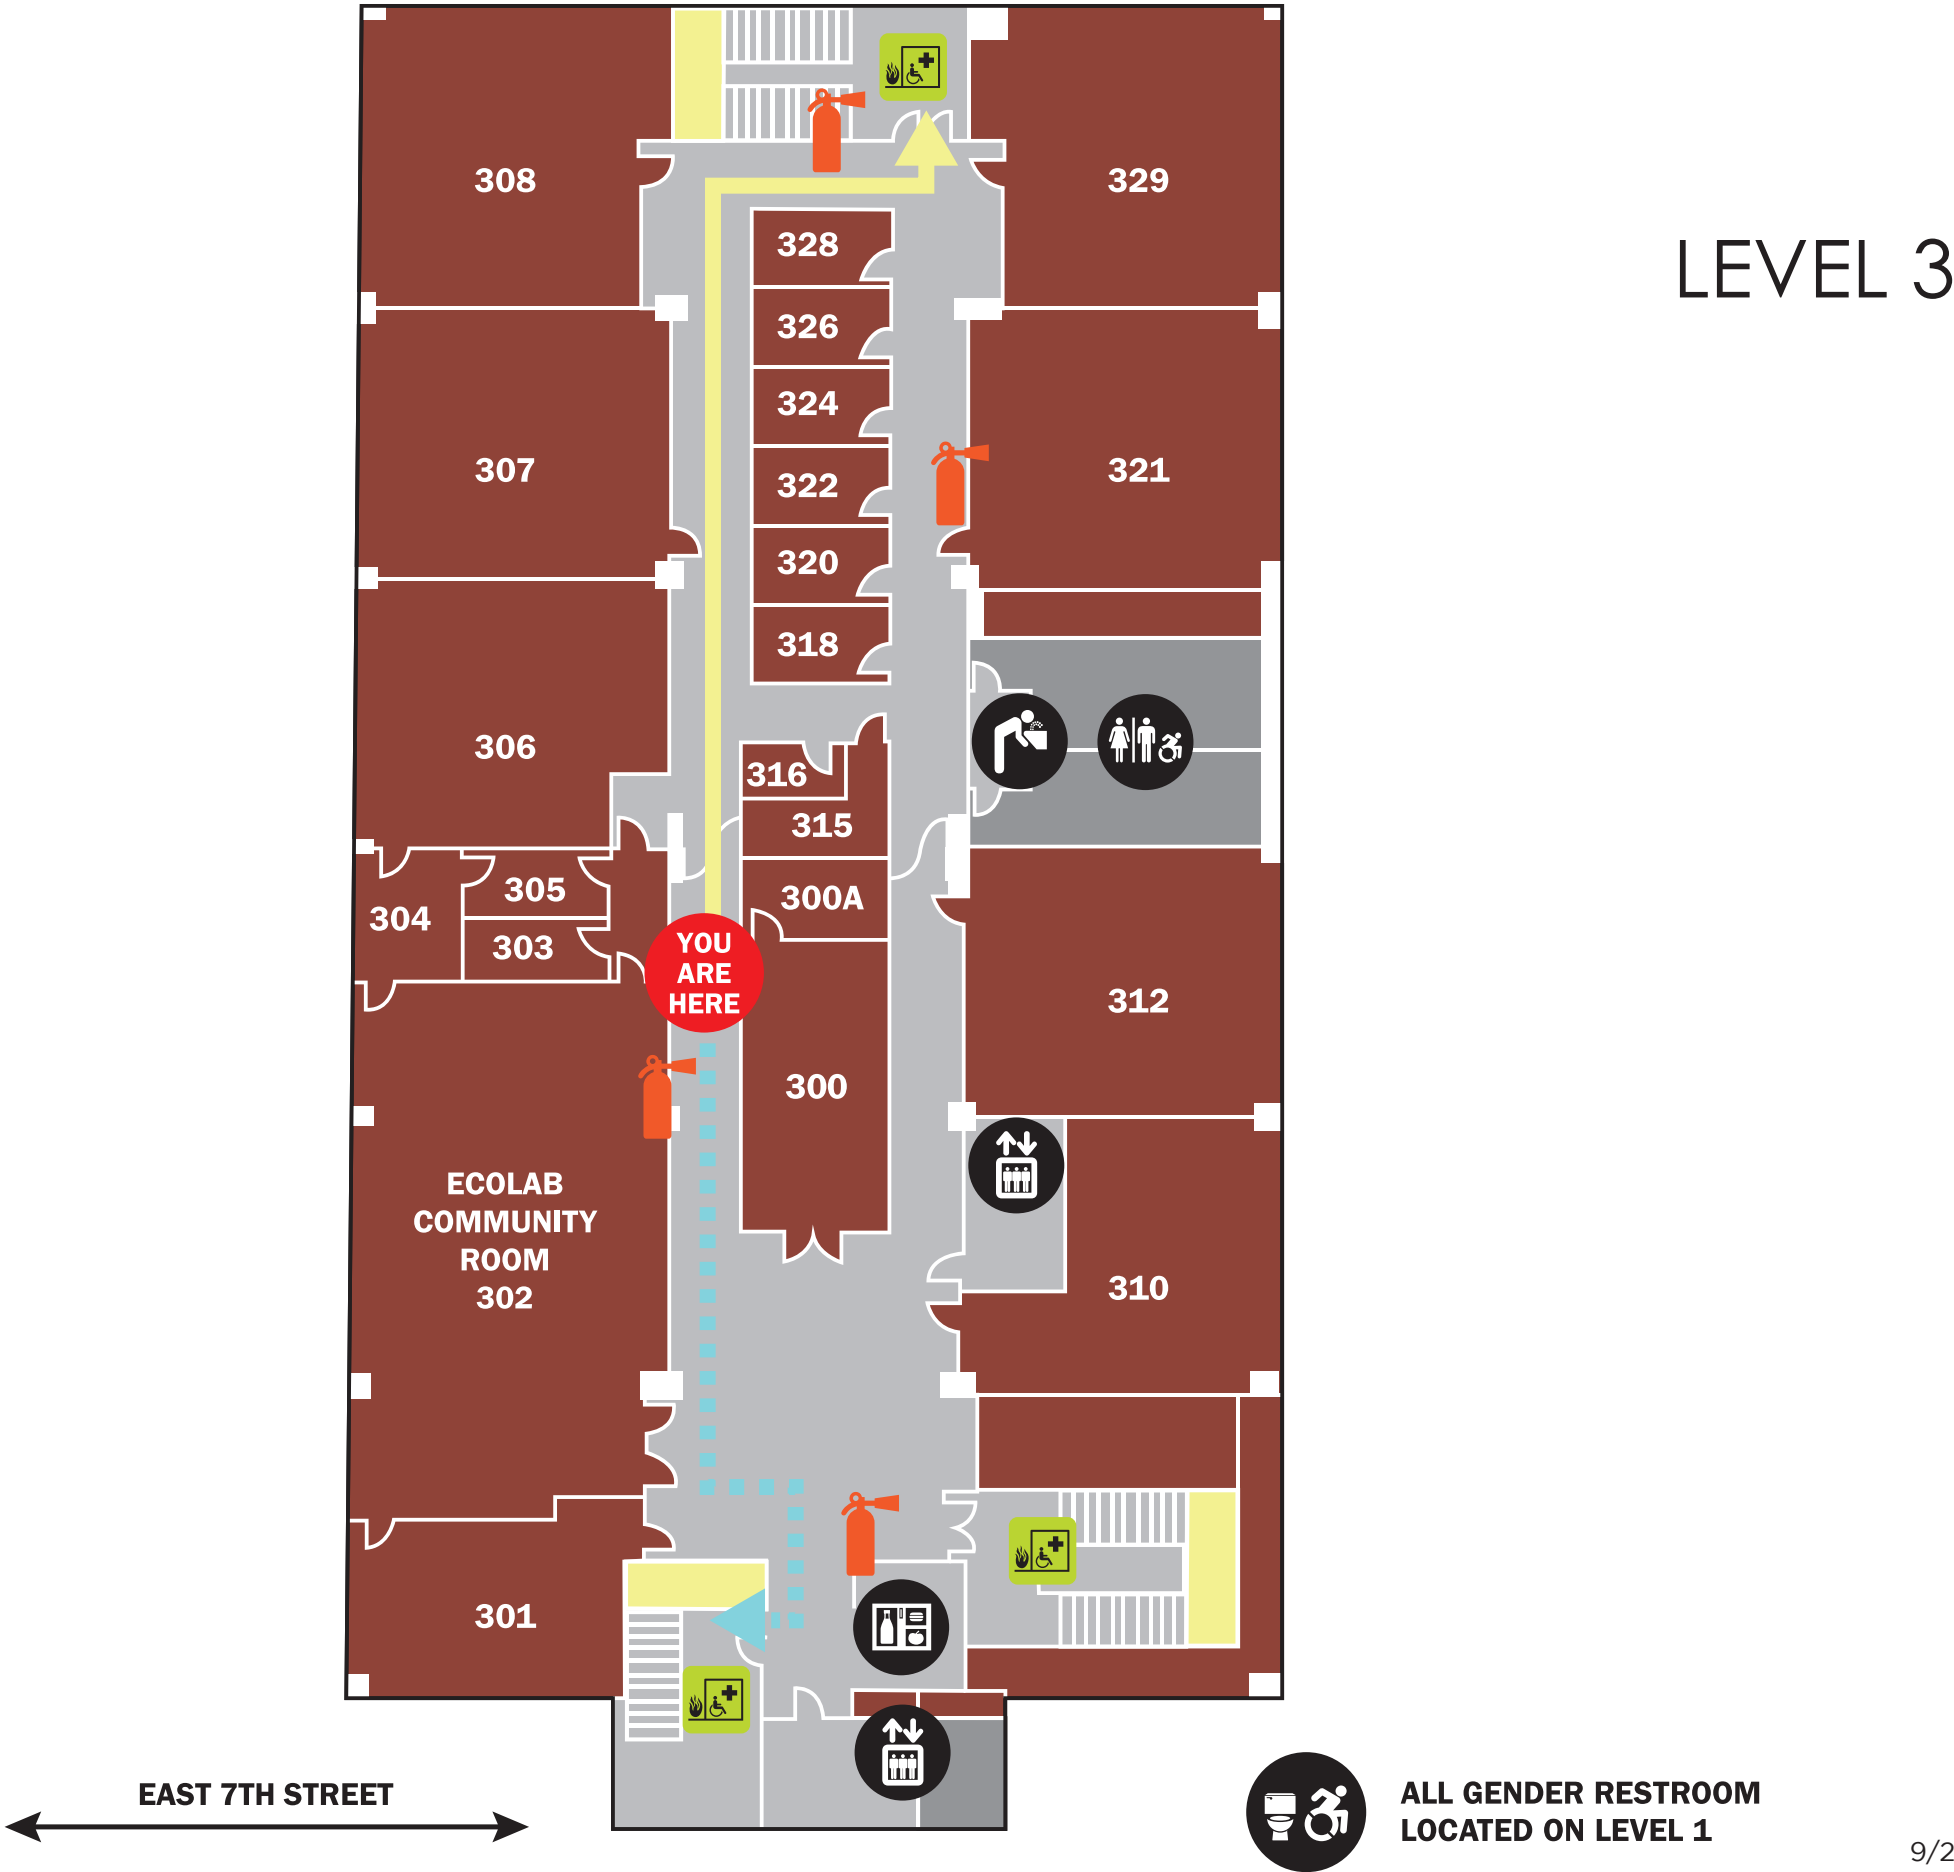 308
329
328
LEVEL 3
326
324
307
321
322
320
318
306
316
315
305
300A
304
303
YOU
ARE
HERE
312
300
ECOLAB
COMMUNITY
ROOM
302
310
301
EAST 7TH STREET
ALL GENDER RESTROOM
LOCATED ON LEVEL 1
9/2